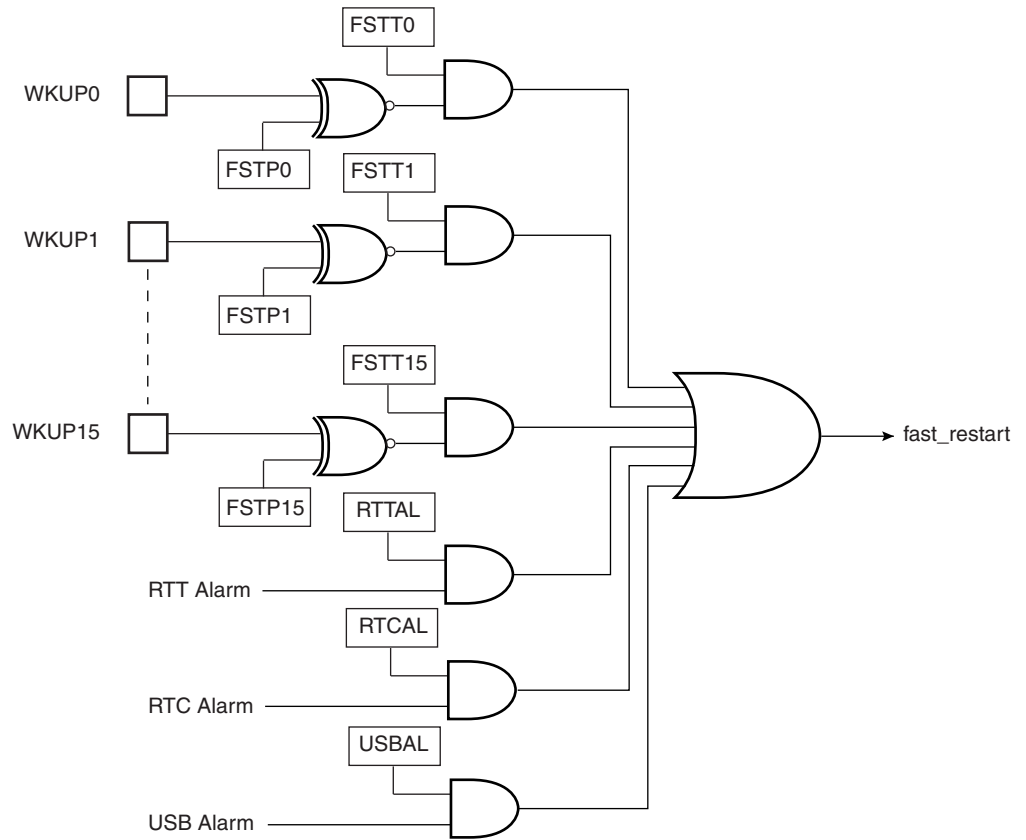 FSTT0
WKUP0
FSTP0
FSTT1
WKUP1
FSTP1
FSTT15
WKUP15
fast_restart
FSTP15
RTTAL
RTT Alarm
RTCAL
RTC Alarm
USBAL
USB Alarm